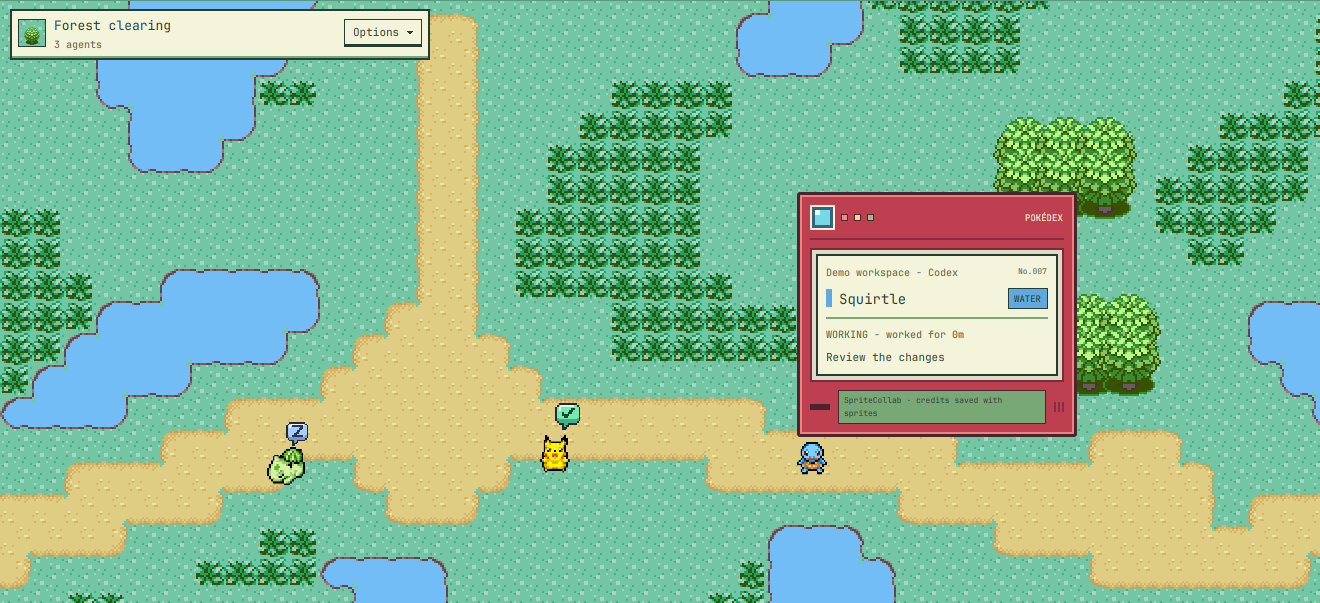 Forest clearing
3 agents
Options
POKÉDEX
Demo workspace - Codex
No.007
Squirtle
WATER
WORKING - worked for 0m
Review the changes
SpriteCollab - credits saved with
sprites
Z